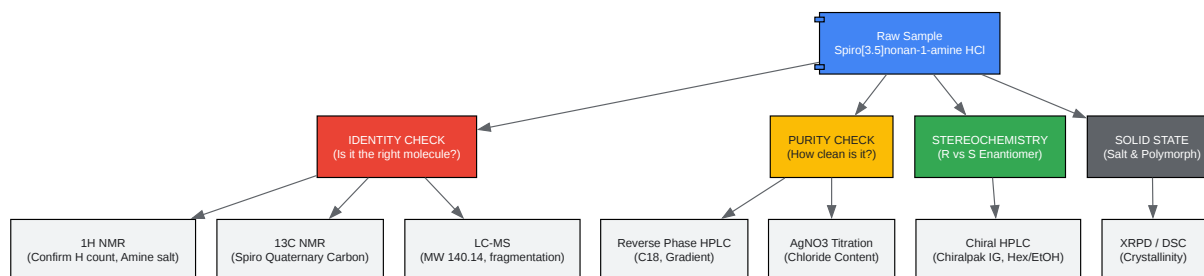 Raw Sample
Spiro[3.5]nonan-1-amine HCl
IDENTITY CHECK
(Is it the right molecule?)
PURITY CHECK
(How clean is it?)
STEREOCHEMISTRY
(R vs S Enantiomer)
SOLID STATE
(Salt & Polymorph)
1H NMR
(Confirm H count, Amine salt)
13C NMR
(Spiro Quaternary Carbon)
LC-MS
(MW 140.14, fragmentation)
Reverse Phase HPLC
(C18, Gradient)
AgNO3 Titration
(Chloride Content)
Chiral HPLC
(Chiralpak IG, Hex/EtOH)
XRPD / DSC
(Crystallinity)